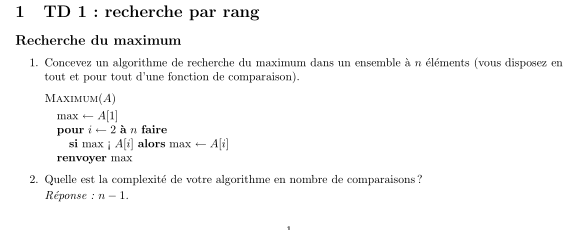 1 TD 1 : recherche par rang
Recherche du maximum
1. Concevez un algorithme de recherche du maximum dans un ensemble à n éléments (vous disposez en
tout et pour tout d'une fonction de comparaison).
MAXIMUM(A)
max ← A[1]
pour i ← 2 à n faire
si max ¡ A[i] alors max ← A[i]
renvoyer max
2. Quelle est la complexité de votre algorithme en nombre de comparaisons ?
Réponse : n − 1.